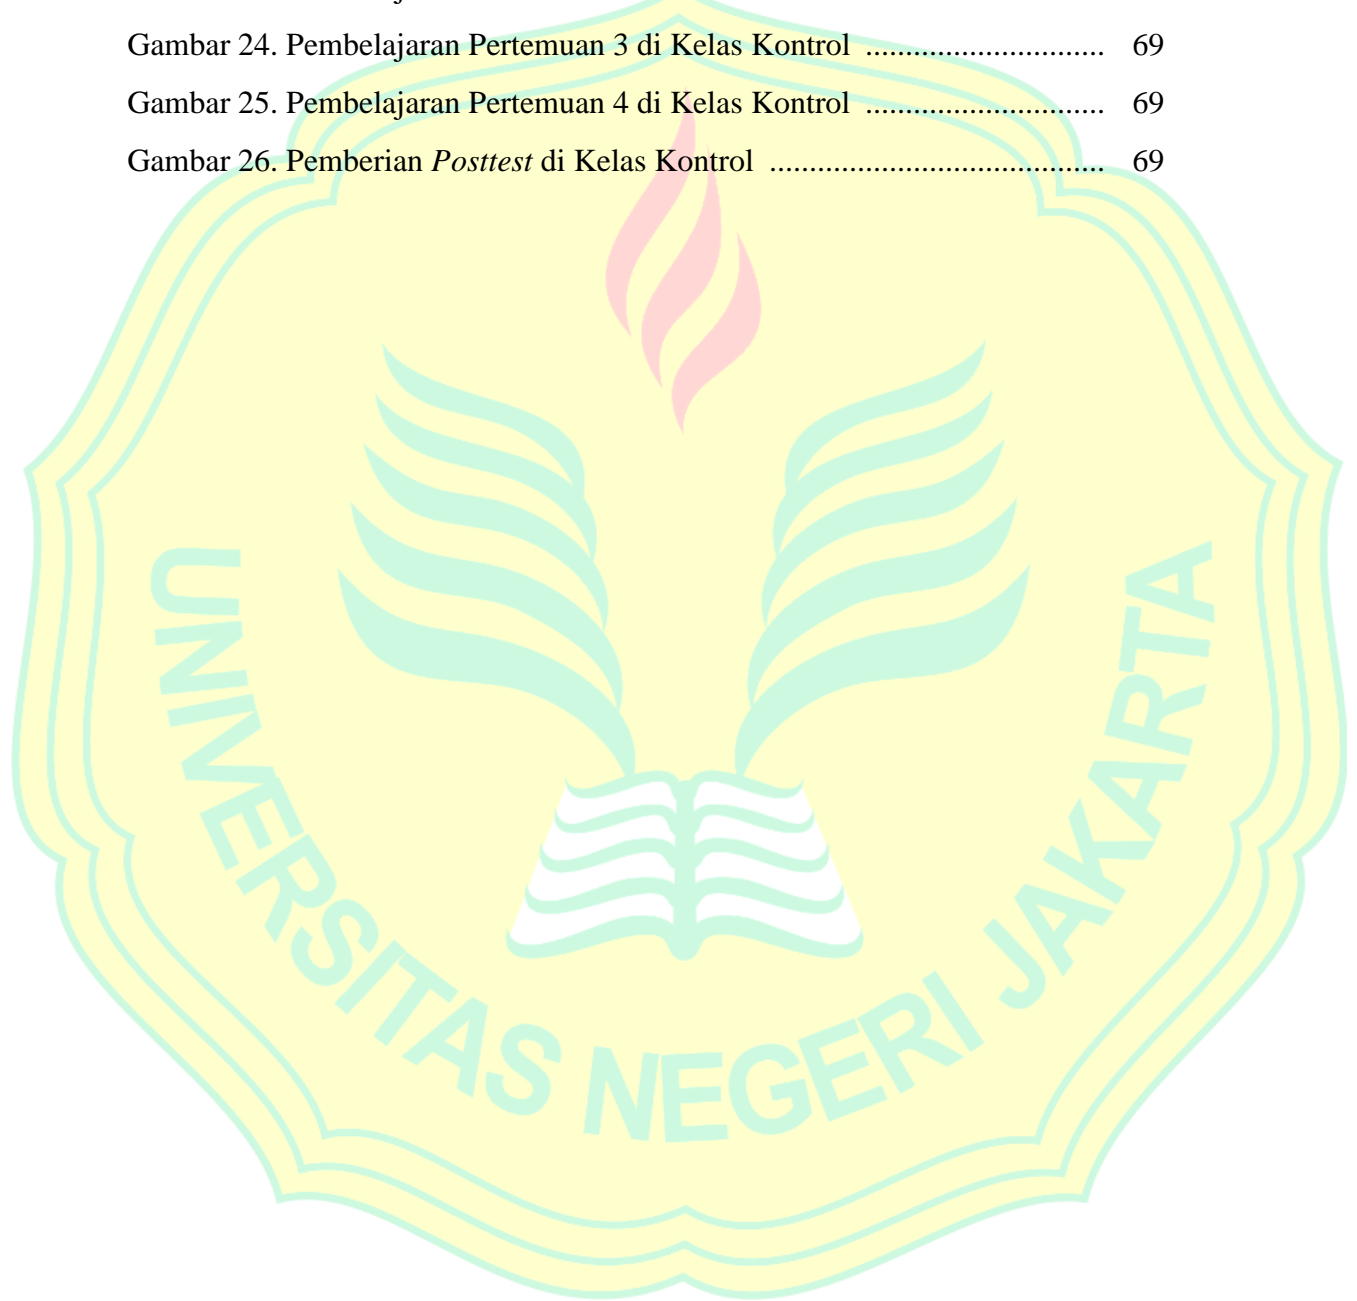 Gambar 24. Pembelajaran Pertemuan 3 di Kelas Kontrol .............................. 69
Gambar 25. Pembelajaran Pertemuan 4 di Kelas Kontrol .............................. 69
Gambar 26. Pemberian Posttest di Kelas Kontrol .......................................... 69
UNIVERSITAS NEGERI JAKARTA